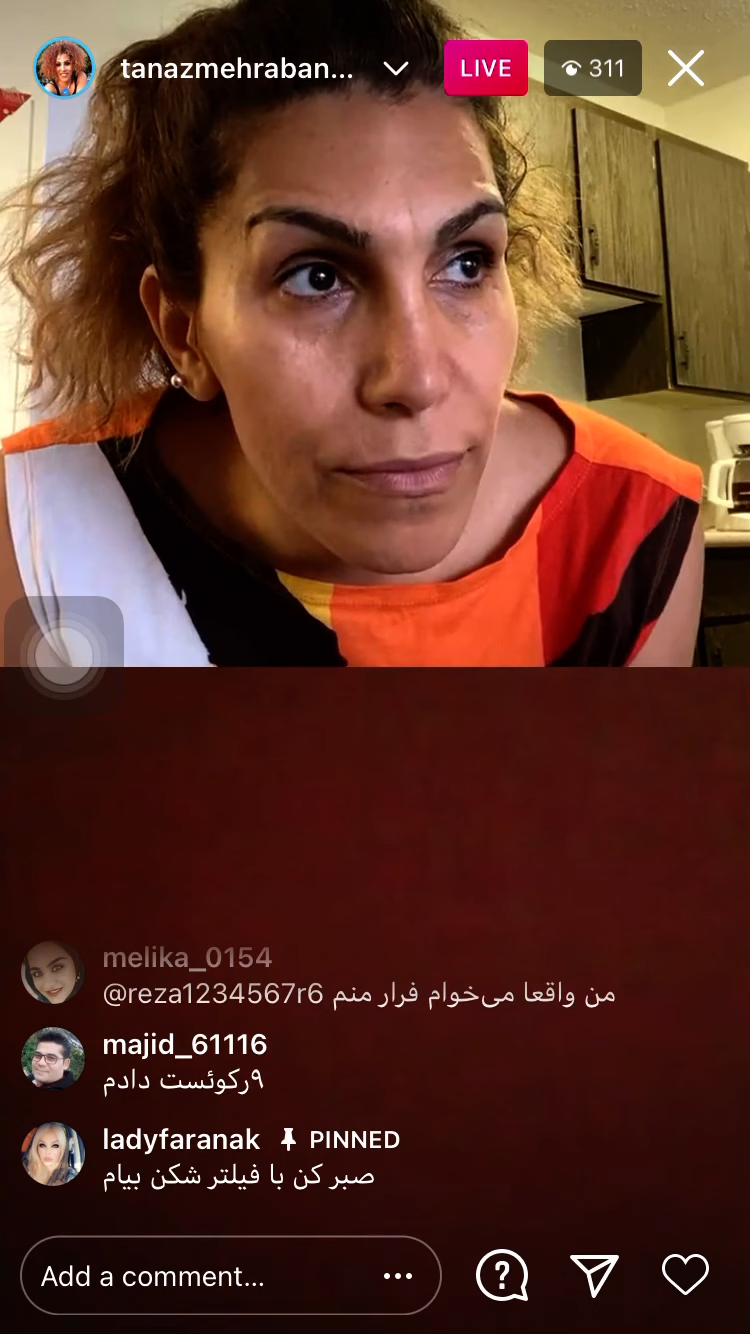 tanazmehraban...
LIVE
311
melika_0154
@reza1234567r6 من واقعا می‌خوام فرار منم
majid_61116
۹رکوئست دادم
ladyfaranak PINNED
صبر کن با فیلتر شکن بیام
Add a comment...